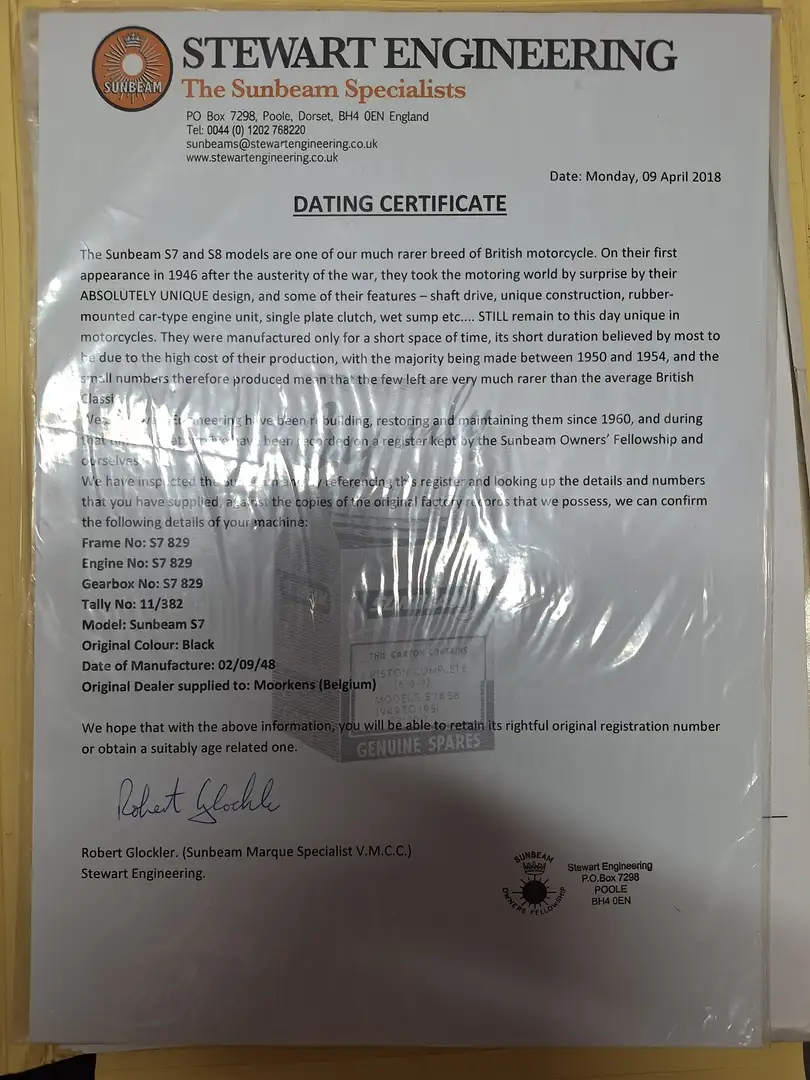 SUNBEAM
STEWART ENGINEERING
The Sunbeam Specialists
PO Box 7298, Poole, Dorset, BH4 0EN England
Tel: 0044 (0) 1202 768220
sunbeams@stewartengineering.co.uk
www.stewartengineering.co.uk
Date: Monday, 09 April 2018
DATING CERTIFICATE
The Sunbeam S7 and S8 models are one of our much rarer breed of British motorcycle. On their first
appearance in 1946 after the austerity of the war, they took the motoring world by surprise by their
ABSOLUTELY UNIQUE design, and some of their features – shaft drive, unique construction, rubber-
mounted car-type engine unit, single plate clutch, wet sump etc.... STILL remain to this day unique in
motorcycles. They were manufactured only for a short space of time, its short duration believed by most to
be due to the high cost of their production, with the majority being made between 1950 and 1954, and the
small numbers therefore produced mean that the few left are very much rarer than the average British
Engineering have been rebuilding, restoring and maintaining them since 1960, and during
that have been recorded on a register kept by the Sunbeam Owners' Fellowship and
ourselves
We have inspected the referencing this register and looking up the details and numbers
that you have supplied, against the copies of the original factory records that we possess, we can confirm
the following details of your machine:
Frame No: S7 829
Engine No: S7 829
Gearbox No: S7 829
Tally No: 11/382
Model: Sunbeam S7
Original Colour: Black
Date of Manufacture: 02/09/48
Original Dealer supplied to: Moorkens (Belgium)
THIS CARTON CONTAINS
PISTON COMPLETE
MODELS S7 & S8
1949 TO 1951
GENUINE SPARES
We hope that with the above information, you will be able to retain its rightful original registration number
or obtain a suitably age related one.
Robert Glockler
Robert Glockler. (Sunbeam Marque Specialist V.M.C.C.)
Stewart Engineering.
SUNBEAM
OWNERS FELLOWSHIP
Stewart Engineering
P.O.Box 7298
POOLE
BH4 0EN